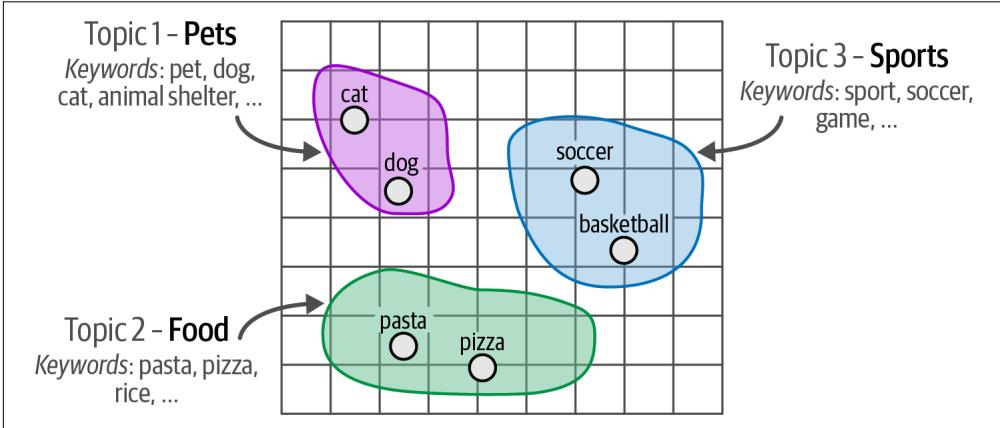 Topic 1 – Pets
Keywords: pet, dog,
cat, animal shelter, ...
cat
dog
Topic 3 – Sports
Keywords: sport, soccer,
game, ...
soccer
basketball
Topic 2 – Food
Keywords: pasta, pizza,
rice, ...
pasta
pizza